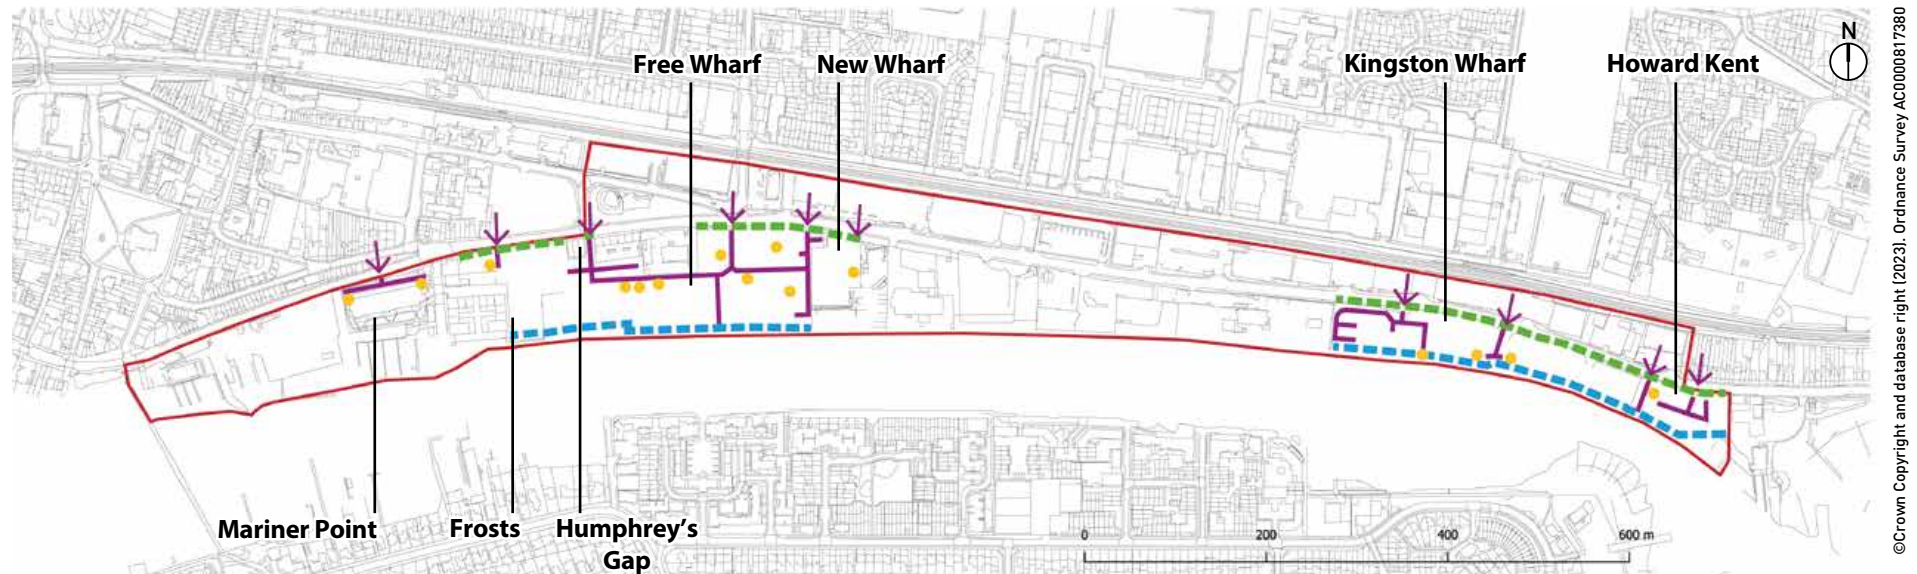 N
Free Wharf
New Wharf
Kingston Wharf
Howard Kent
Mariner Point
Frosts
Humphrey's
Gap
0
200
400
600 m
©Crown Copyright and database right [2023]. Ordnance Survey AC0000817380